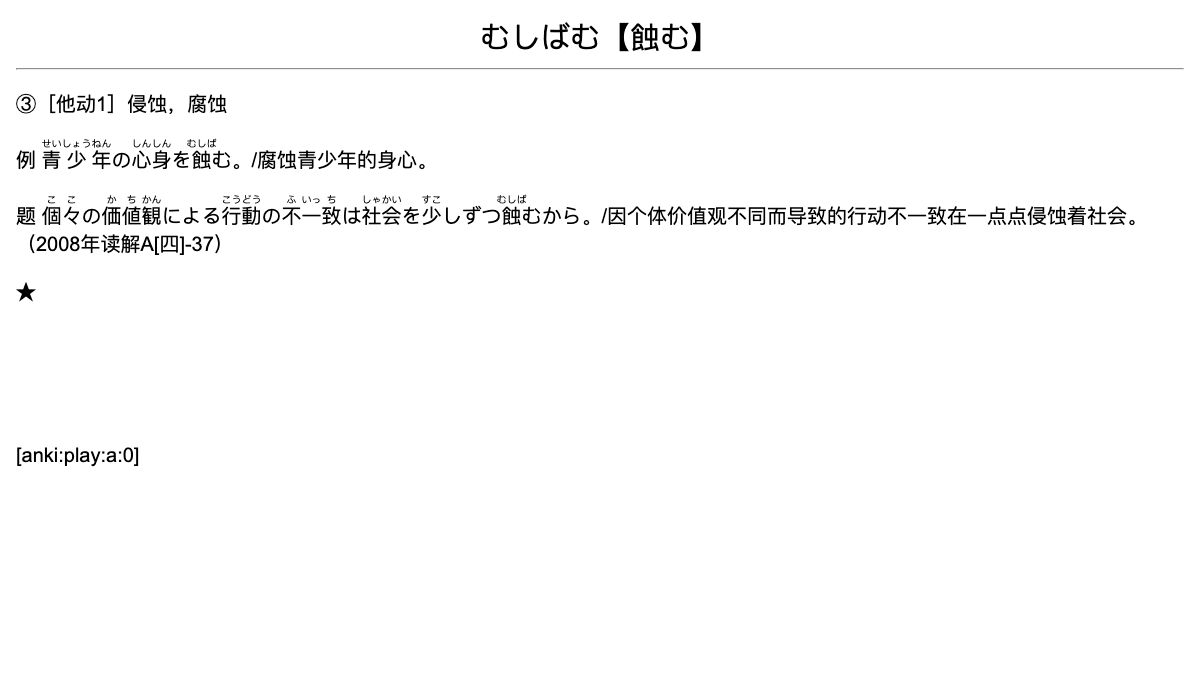 むしばむ【蝕む】
③［他动1］侵蚀，腐蚀
せいしょうねん しんしん むしば
例 青少年の心身を蝕む。/腐蚀青少年的身心。
ここ かちかん こうどう ふいっち しゃかい すこ むしば
题 個々の価値観による行動の不一致は社会を少しずつ蝕むから。/因个体价值观不同而导致的行动不一致在一点点侵蚀着社会。
（2008年读解A[四]-37）
★
[anki:play:a:0]